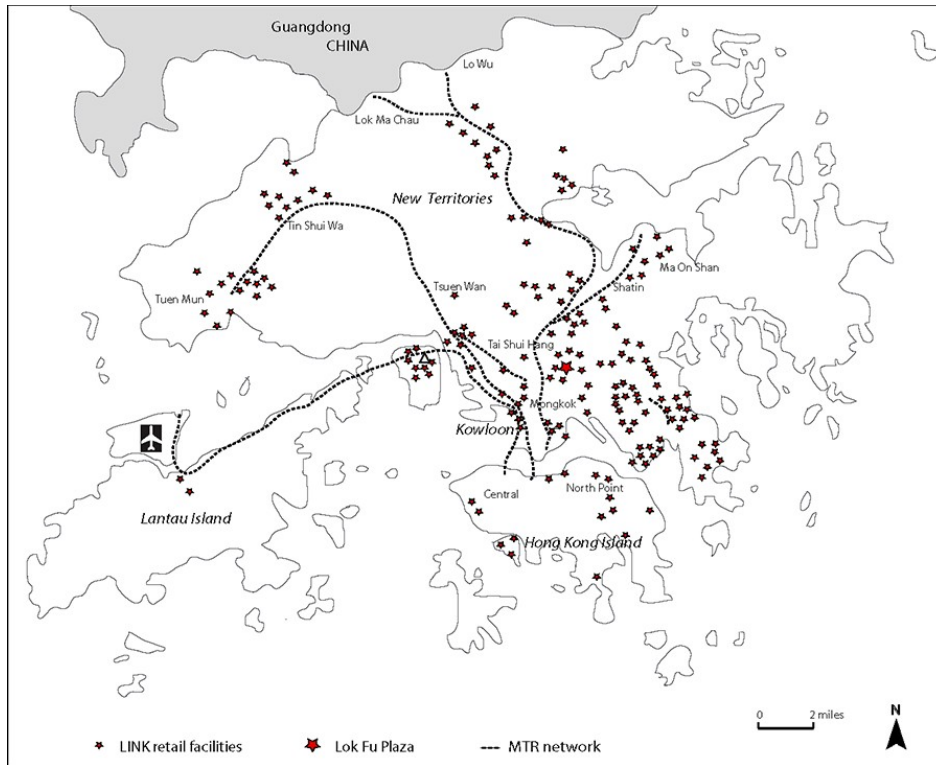 Guangdong
CHINA
Lo Wu
Lok Ma Chau
New Territories
Tin Shui Wa
Ma On Shan
Tsuen Wan
Shatin
Tuen Mun
Tai Shui Hang
Mongkok
Kowloon
Central
North Point
Lantau Island
Hong Kong Island
0 2 miles
N
LINK retail facilities
Lok Fu Plaza
MTR network